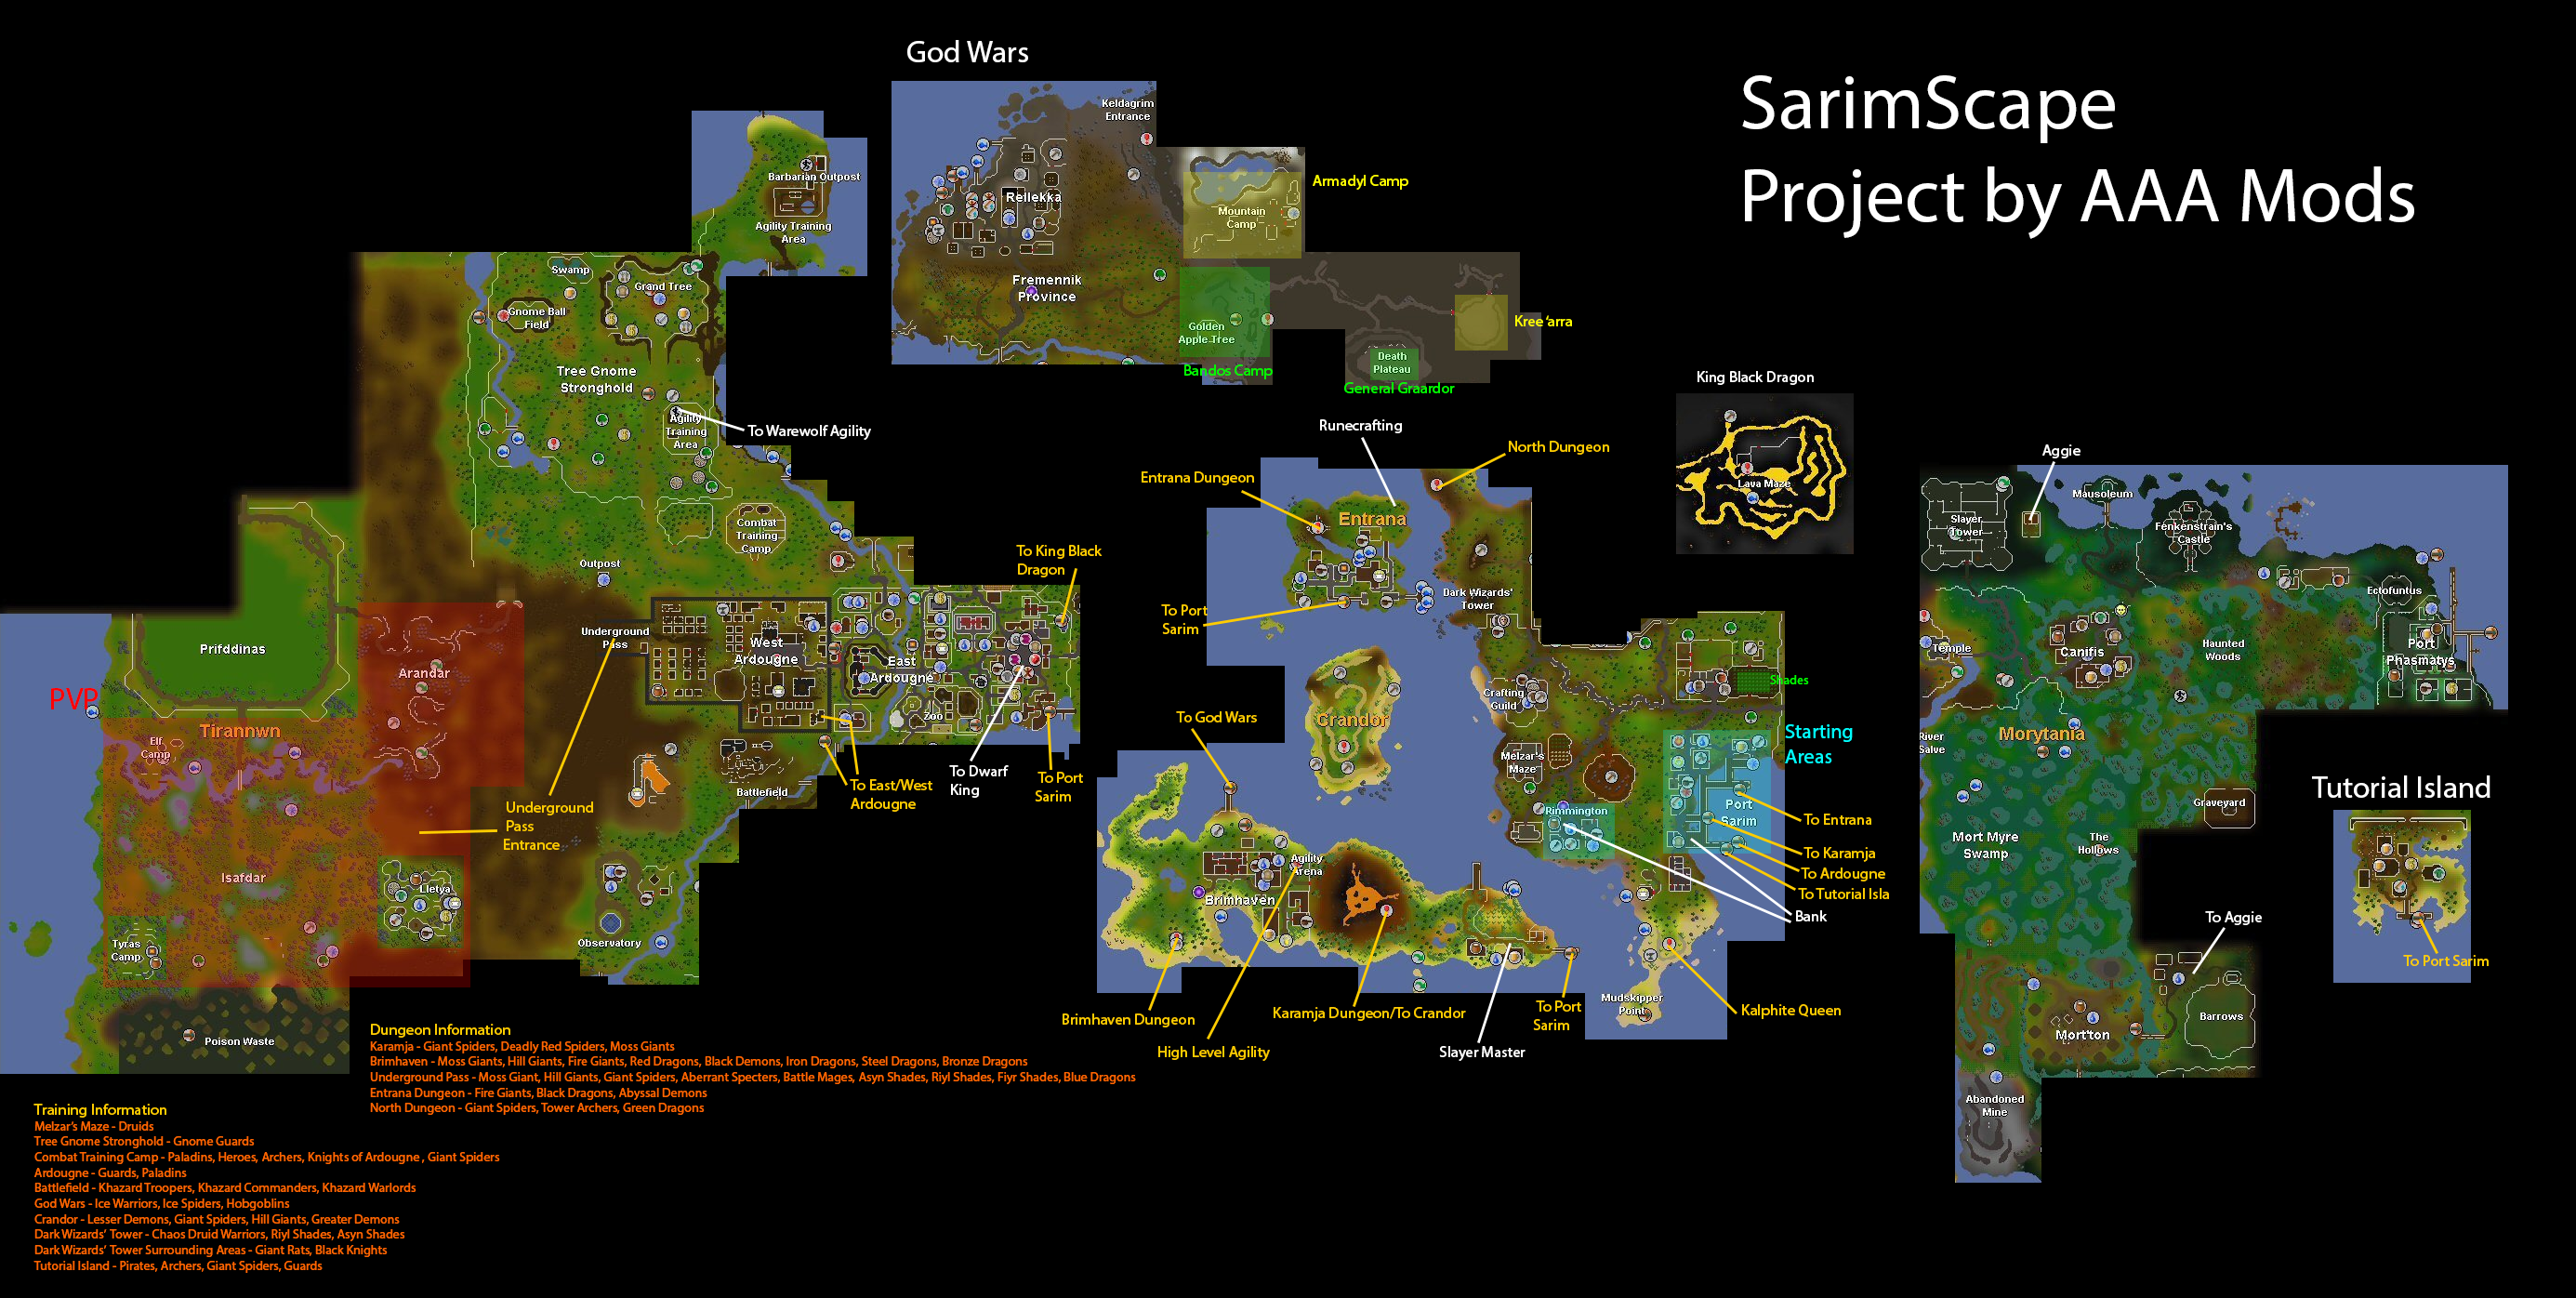 God Wars
SarimScape
Project by AAA Mods
Keldagrim
Entrance
Rellekka
Fremennik
Province
Mountain
Camp
Armadyl Camp
Golden
Apple Tree
Bandos Camp
Death
Plateau
General Graardor
Kree ‘arra
Barbarian Outpost
Agility Training
Area
Swamp
Grand Tree
Gnome Ball
Field
Tree Gnome
Stronghold
Agility
Training
Area
To Warewolf Agility
Combat
Training
Camp
Outpost
Underground
Pass
West
Ardougne
East
Ardougne
Zoo
To King Black
Dragon
To Dwarf
King
To Port
Sarim
To East/West
Ardougne
Battlefield
Observatory
Underground
Pass
Entrance
Prifddinas
PVP
Tirannwn
Arandar
Elf
Camp
Isafdar
Lletya
Tyras
Camp
Poison Waste
King Black Dragon
Lava Maze
Runecrafting
North Dungeon
Entrana Dungeon
Entrana
To Port
Sarim
Dark Wizards'
Tower
Crandor
Crafting
Guild
Melzar's
Maze
Rimmington
Shades
Starting
Areas
Port
Sarim
To Entrana
To Karamja
To Ardougne
To Tutorial Isla
Bank
To God Wars
Agility
Arena
Brimhaven
Brimhaven Dungeon
High Level Agility
Karamja Dungeon/To Crandor
Slayer Master
To Port
Sarim
Mudskipper
Point
Kalphite Queen
Aggie
Slayer
Tower
Mausoleum
Fenkenstrain's
Castle
Ectofuntus
Port
Phasmatys
Temple
Canifis
Haunted
Woods
River
Salve
Morytania
Mort Myre
Swamp
The
Hollows
Graveyard
To Aggie
Barrows
Mort'ton
Abandoned
Mine
Tutorial Island
To Port Sarim
Dungeon Information
Karamja - Giant Spiders, Deadly Red Spiders, Moss Giants
Brimhaven - Moss Giants, Hill Giants, Fire Giants, Red Dragons, Black Demons, Iron Dragons, Steel Dragons, Bronze Dragons
Underground Pass - Moss Giant, Hill Giants, Giant Spiders, Aberrant Specters, Battle Mages, Asyn Shades, Riyl Shades, Fiyr Shades, Blue Dragons
Entrana Dungeon - Fire Giants, Black Dragons, Abyssal Demons
North Dungeon - Giant Spiders, Tower Archers, Green Dragons
Training Information
Melzar’s Maze - Druids
Tree Gnome Stronghold - Gnome Guards
Combat Training Camp - Paladins, Heroes, Archers, Knights of Ardougne , Giant Spiders
Ardougne - Guards, Paladins
Battlefield - Khazard Troopers, Khazard Commanders, Khazard Warlords
God Wars - Ice Warriors, Ice Spiders, Hobgoblins
Crandor - Lesser Demons, Giant Spiders, Hill Giants, Greater Demons
Dark Wizards’ Tower - Chaos Druid Warriors, Riyl Shades, Asyn Shades
Dark Wizards’ Tower Surrounding Areas - Giant Rats, Black Knights
Tutorial Island - Pirates, Archers, Giant Spiders, Guards